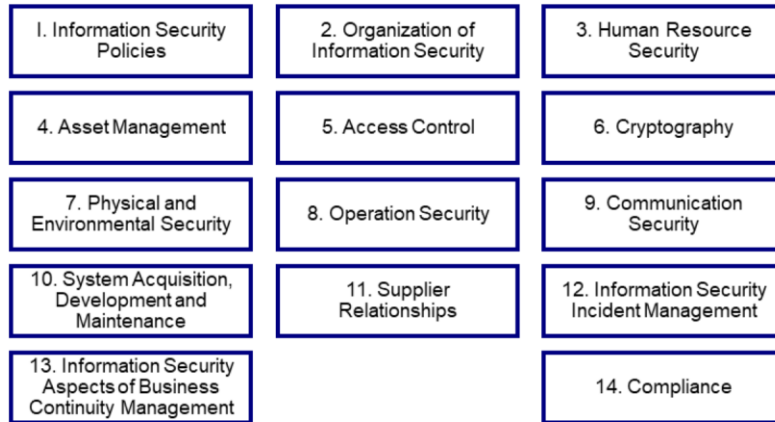 I. Information Security
Policies
2. Organization of
Information Security
3. Human Resource
Security
4. Asset Management
5. Access Control
6. Cryptography
7. Physical and
Environmental Security
8. Operation Security
9. Communication
Security
10. System Acquisition,
Development and
Maintenance
11. Supplier
Relationships
12. Information Security
Incident Management
13. Information Security
Aspects of Business
Continuity Management
14. Compliance